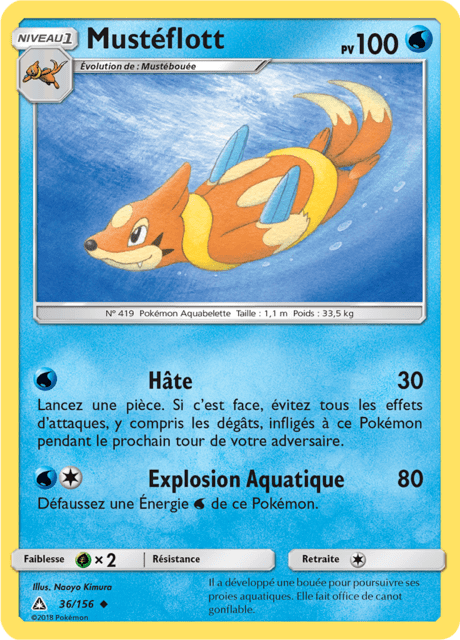 NIVEAU 1
Mustéflott
PV 100
Évolution de : Mustébouée
N° 419 Pokémon Aquabelette Taille : 1,1 m Poids : 33,5 kg
Hâte 30
Lancez une pièce. Si c'est face, évitez tous les effets
d'attaques, y compris les dégâts, infligés à ce Pokémon
pendant le prochain tour de votre adversaire.
Explosion Aquatique 80
Défaussez une Énergie de ce Pokémon.
Faiblesse ×2 Résistance Retraite
Illus. Naoyo Kimura
36/156
©2018 Pokémon
Il a développé une bouée pour poursuivre ses
proies aquatiques. Elle fait office de canot
gonflable.